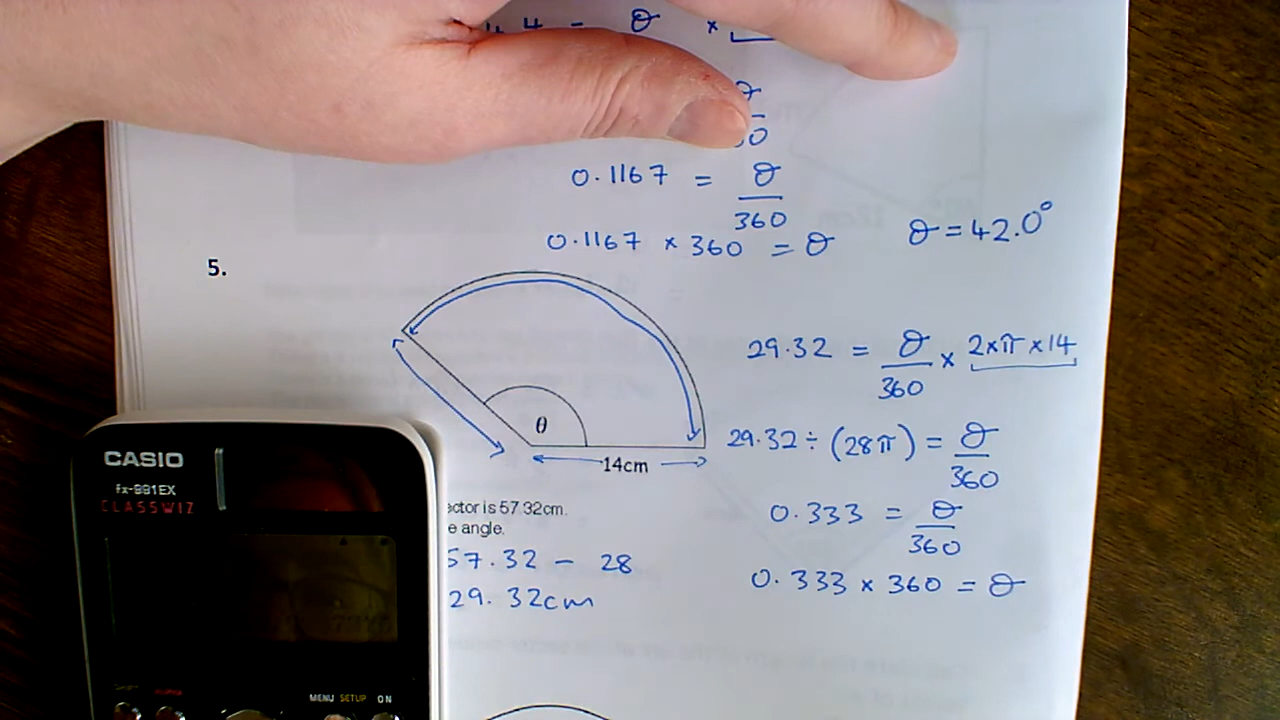 θ ×
0
0.1167 = θ
360
0.1167 × 360 = θ
θ = 42.0°
5.
θ
14cm
29.32 = θ × 2×π×14
360
29.32 ÷ (28π) = θ
360
0.333 = θ
360
0.333 × 360 = θ
ector is 57.32cm.
e angle.
57.32 − 28
29.32cm
CASIO
fx-991EX
CLASSWIZ
MENU SETUP ON